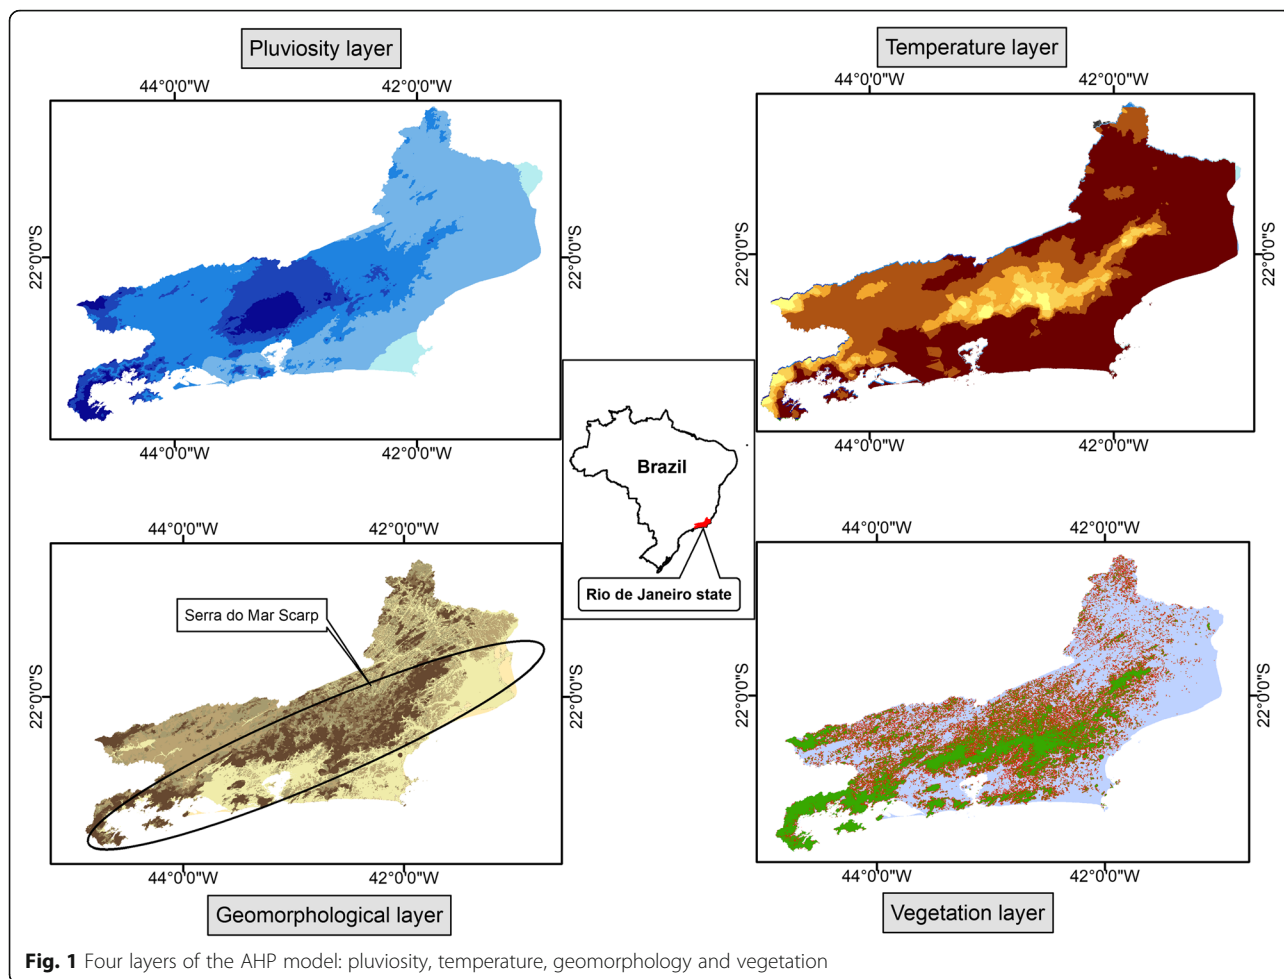 Pluviosity layer
Temperature layer
44°0'0"W
42°0'0"W
44°0'0"W
42°0'0"W
22°0'0"S
22°0'0"S
22°0'0"S
22°0'0"S
44°0'0"W
42°0'0"W
44°0'0"W
42°0'0"W
Brazil
Rio de Janeiro state
44°0'0"W
42°0'0"W
44°0'0"W
42°0'0"W
Serra do Mar Scarp
22°0'0"S
22°0'0"S
22°0'0"S
22°0'0"S
44°0'0"W
42°0'0"W
44°0'0"W
42°0'0"W
Geomorphological layer
Vegetation layer
Fig. 1 Four layers of the AHP model: pluviosity, temperature, geomorphology and vegetation